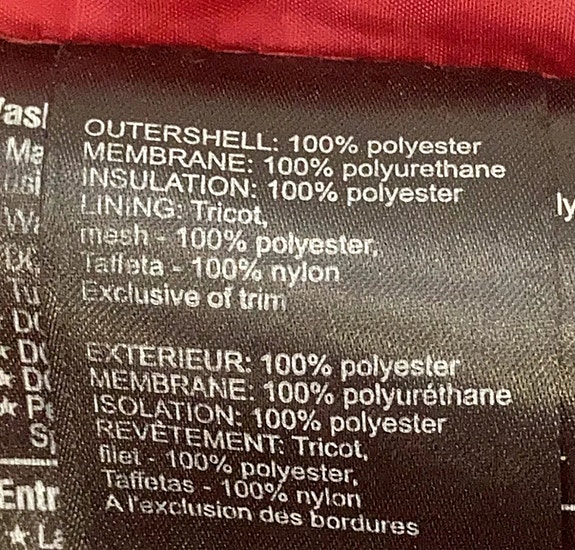 OUTERSHELL: 100% polyester
MEMBRANE: 100% polyurethane
INSULATION: 100% polyester
LINING: Tricot,
mesh - 100% polyester,
Taffeta - 100% nylon
Exclusive of trim
EXTERIEUR: 100% polyester
MEMBRANE: 100% polyuréthane
ISOLATION: 100% polyester
REVÊTEMENT: Tricot,
filet - 100% polyester,
Taffetas - 100% nylon
A l'exclusion des bordures